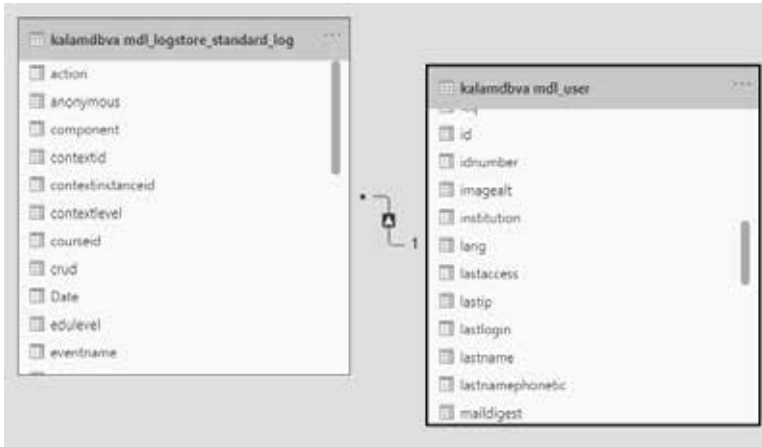 kalamdbva mdl_logstore_standard_log
action
anonymous
component
contextid
contextinstanceid
contextlevel
courseid
crud
Date
edulevel
eventname
*
1
kalamdbva mdl_user
id
idnumber
imagealt
institution
lang
lastaccess
lastip
lastlogin
lastname
lastnamephonetic
maildigest